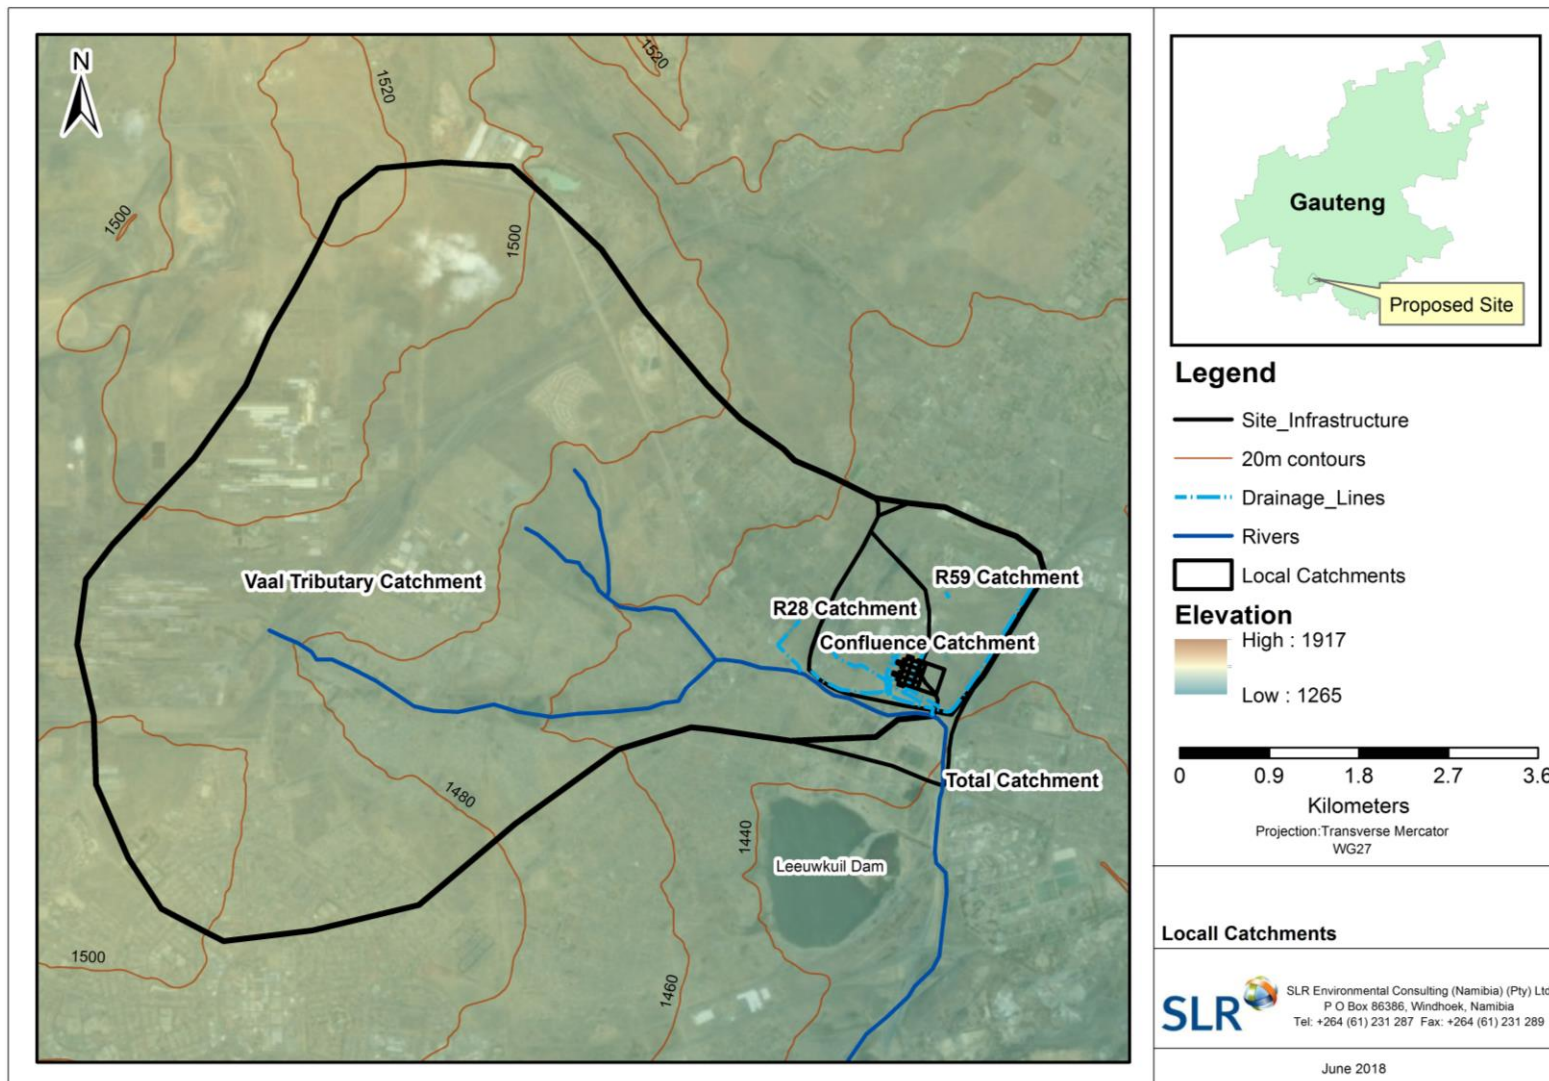 N
1520
1520
1500
1500
Vaal Tributary Catchment
R59 Catchment
R28 Catchment
Confluence Catchment
Total Catchment
1480
1440
Leeuwkuil Dam
1500
1460
Gauteng
Proposed Site
Legend
Site_Infrastructure
20m contours
Drainage_Lines
Rivers
Local Catchments
Elevation
High : 1917
Low : 1265
0 0.9 1.8 2.7 3.6
Kilometers
Projection:Transverse Mercator
WG27
Locall Catchments
SLR
SLR Environmental Consulting (Namibia) (Py) Ltd
P O Box 86386, Windhoek, Namibia
Tel: +264 (61) 231 287 Fax: +264 (61) 231 289
June 2018